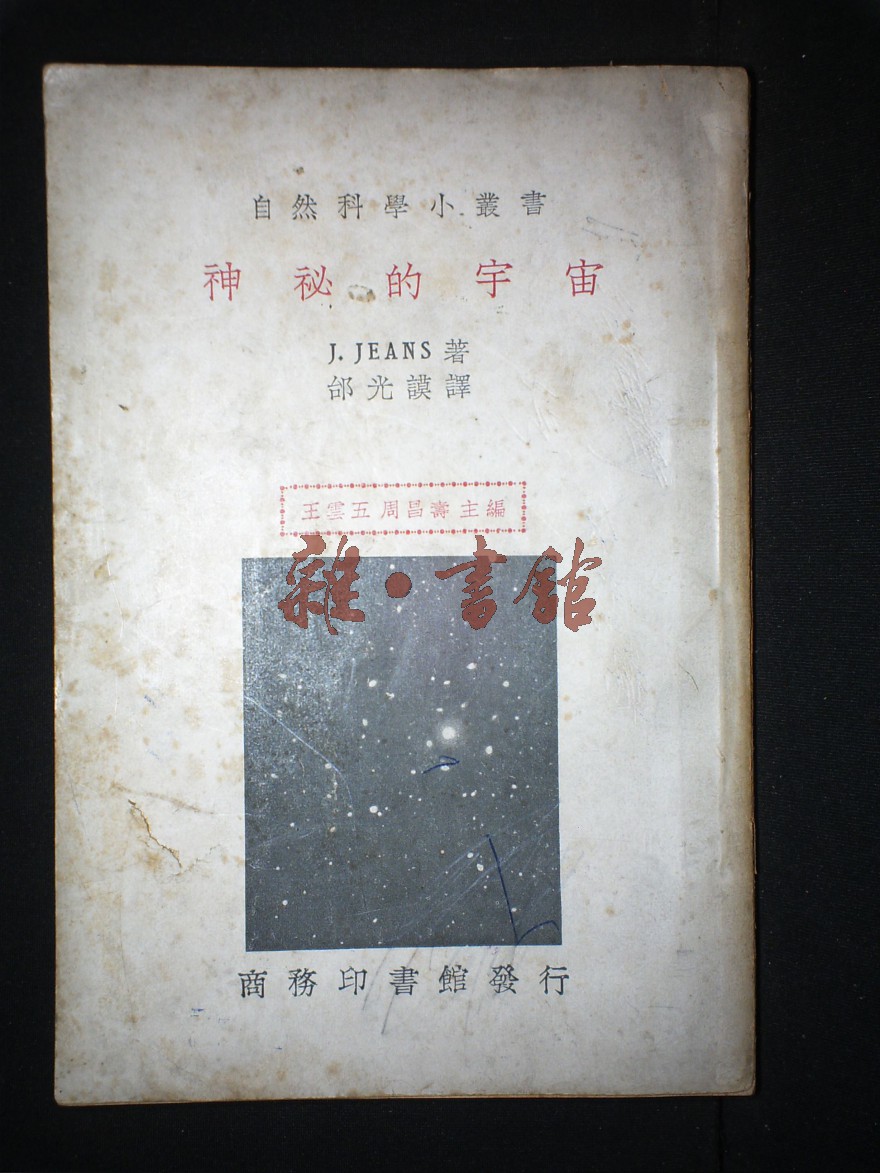 自然科學小叢書
神祕的宇宙
J. JEANS 著
邰光謨譯
王雲五 周昌壽 主編
雜·書館
商務印書館發行